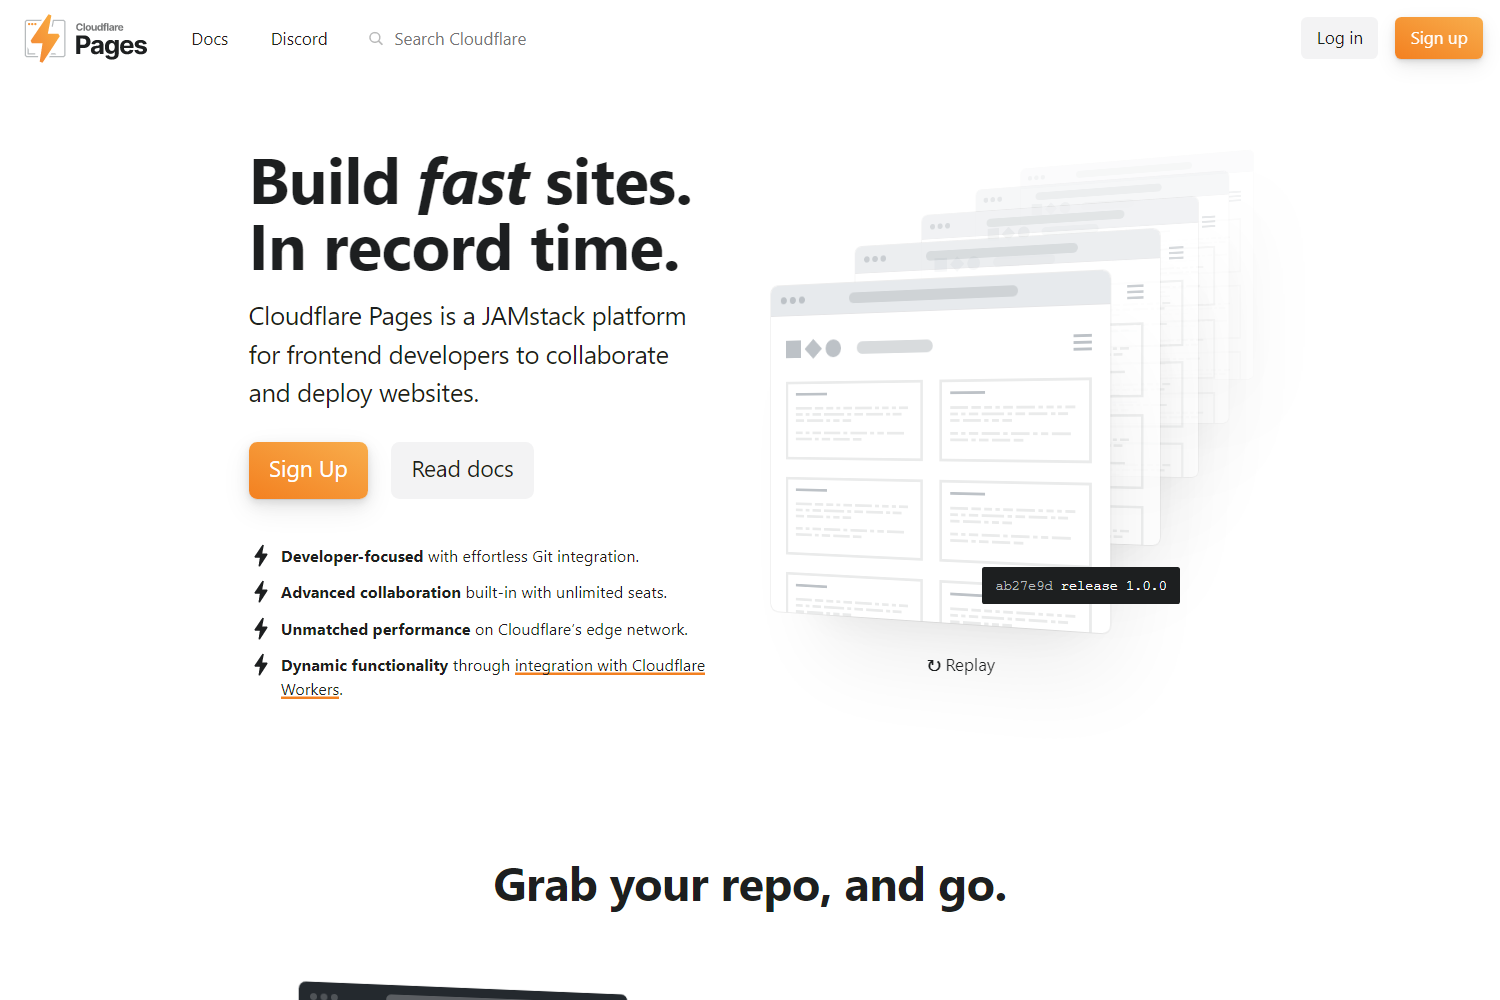 Cloudflare
Pages
Docs
Discord
Search Cloudflare
Log in
Sign up
Build fast sites.
In record time.
Cloudflare Pages is a JAMstack platform
for frontend developers to collaborate
and deploy websites.
Sign Up
Read docs
Developer-focused with effortless Git integration.
Advanced collaboration built-in with unlimited seats.
Unmatched performance on Cloudflare’s edge network.
Dynamic functionality through integration with Cloudflare
Workers.
ab27e9d release 1.0.0
↻ Replay
Grab your repo, and go.